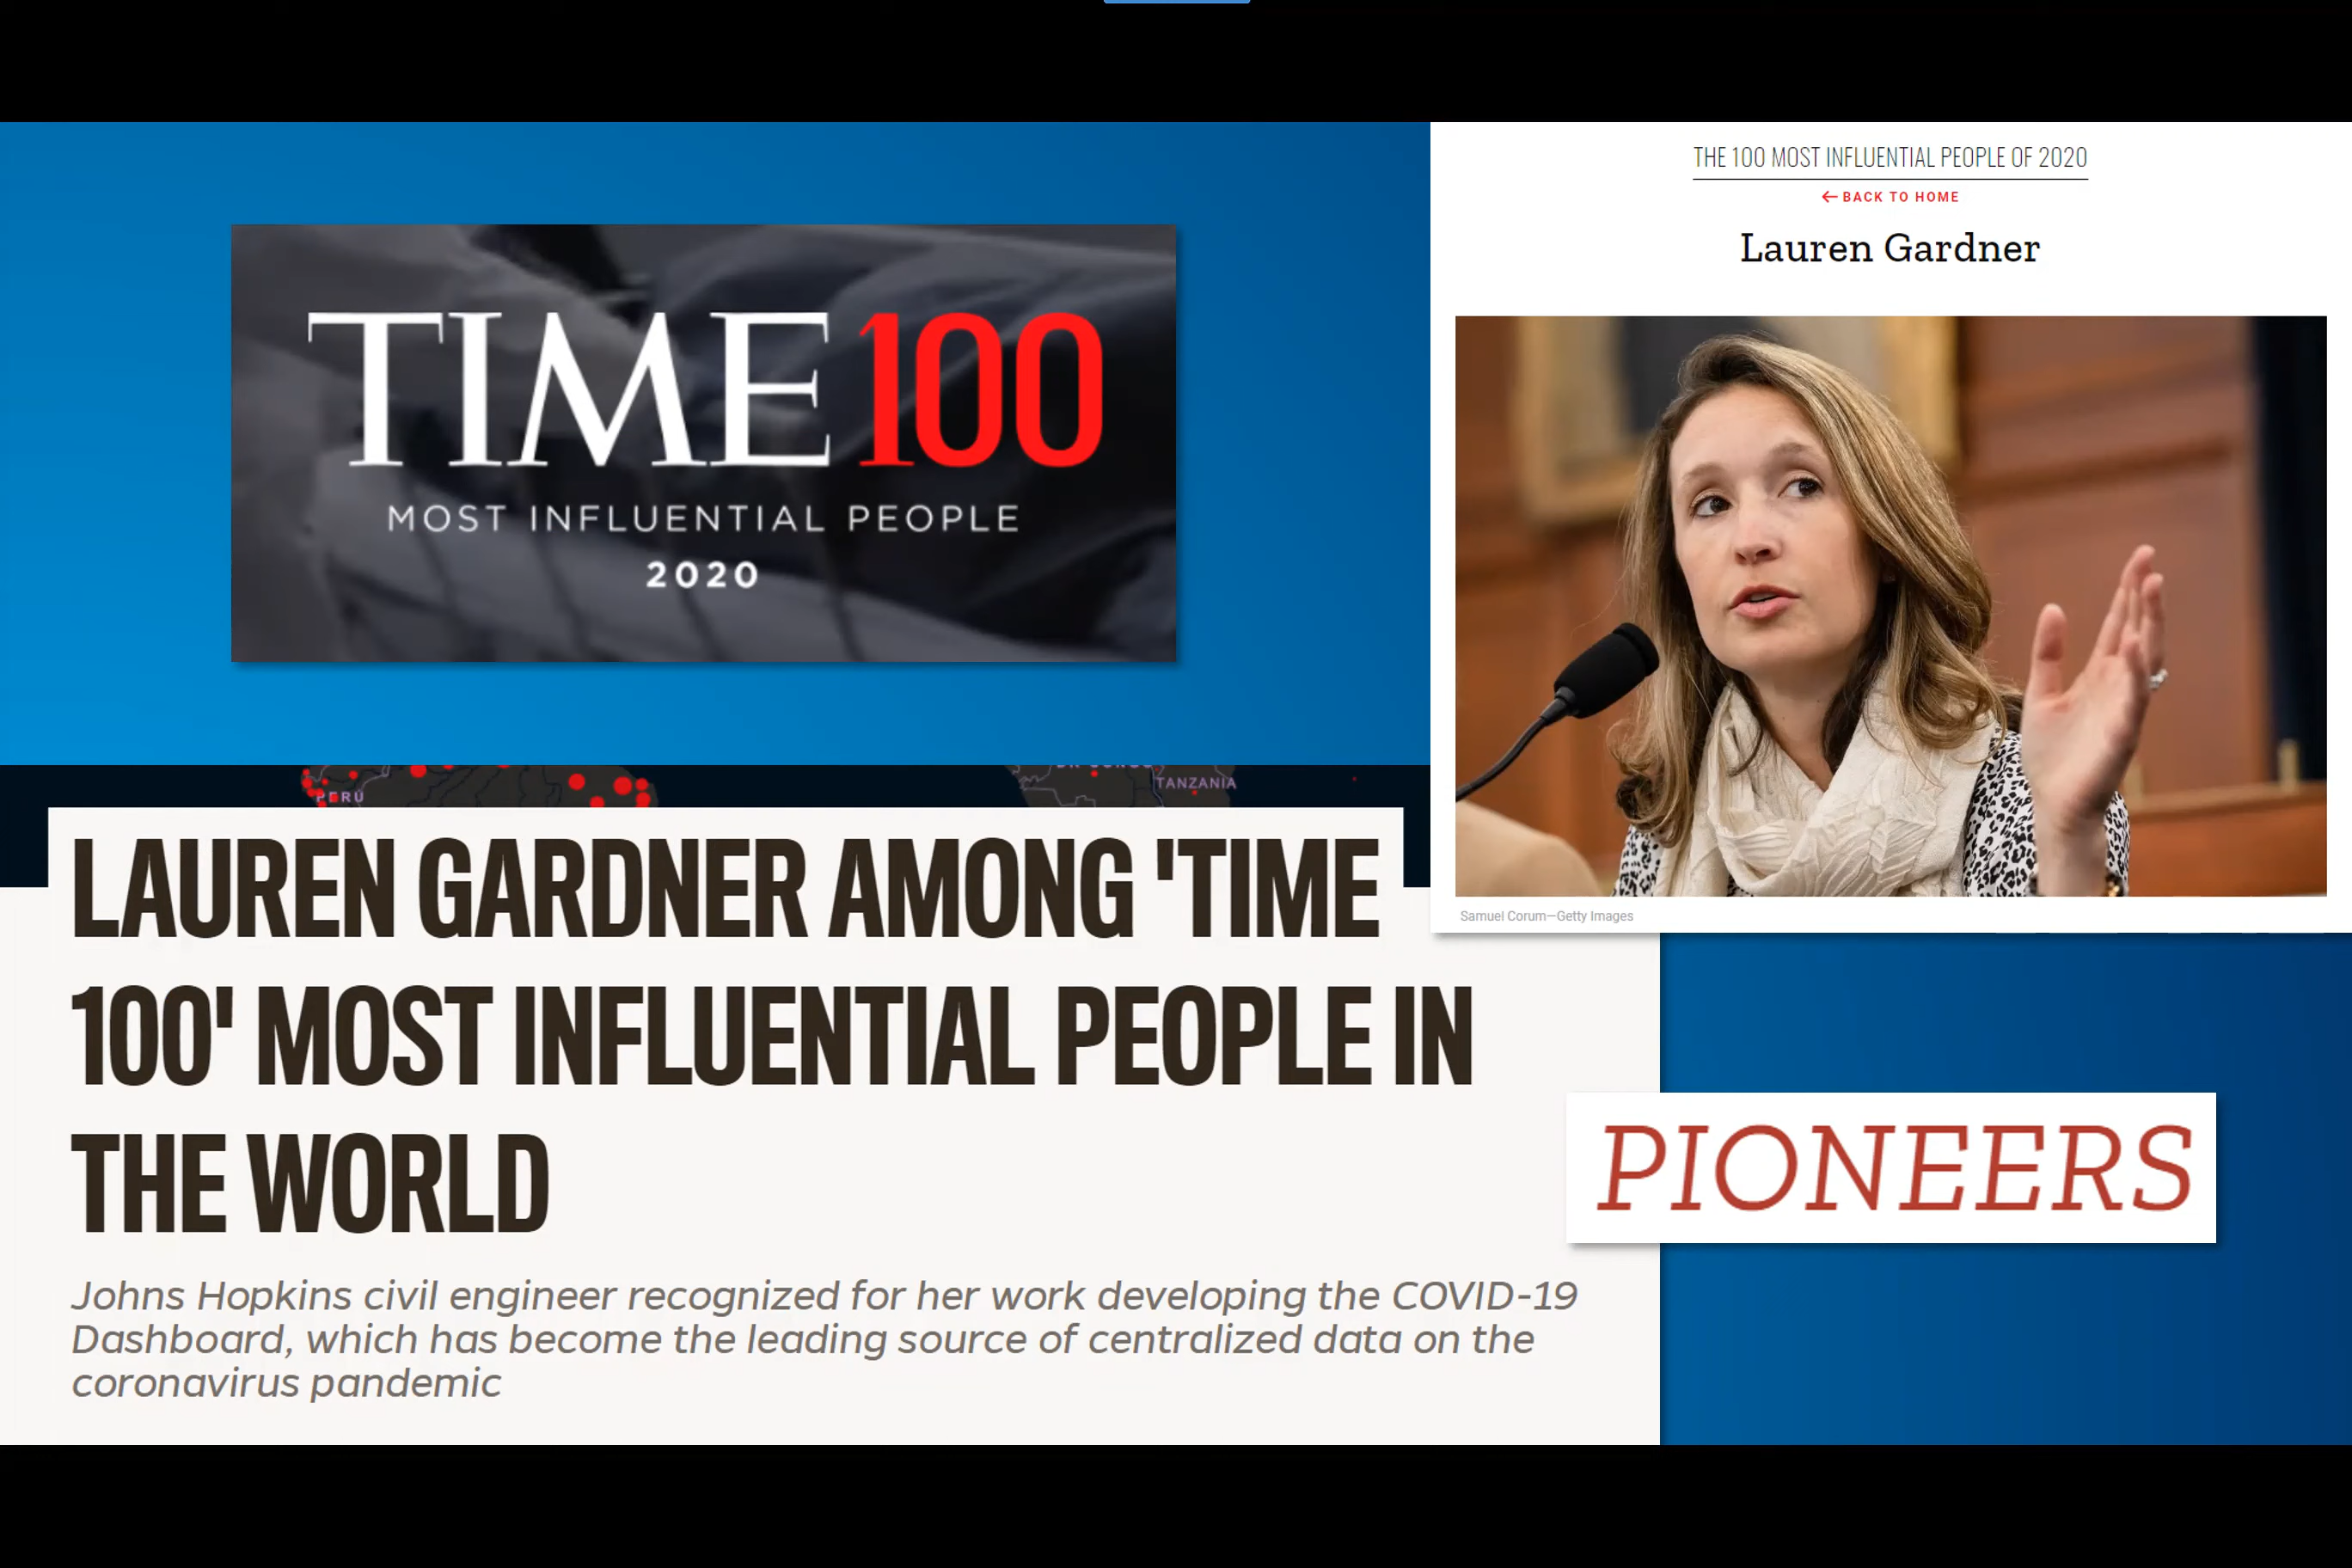 TIME 100
MOST INFLUENTIAL PEOPLE
2020
THE 100 MOST INFLUENTIAL PEOPLE OF 2020
← BACK TO HOME
Lauren Gardner
Samuel Corum—Getty Images
PERÚ
TANZANIA
LAUREN GARDNER AMONG 'TIME
100' MOST INFLUENTIAL PEOPLE IN
THE WORLD
Johns Hopkins civil engineer recognized for her work developing the COVID-19
Dashboard, which has become the leading source of centralized data on the
coronavirus pandemic
PIONEERS